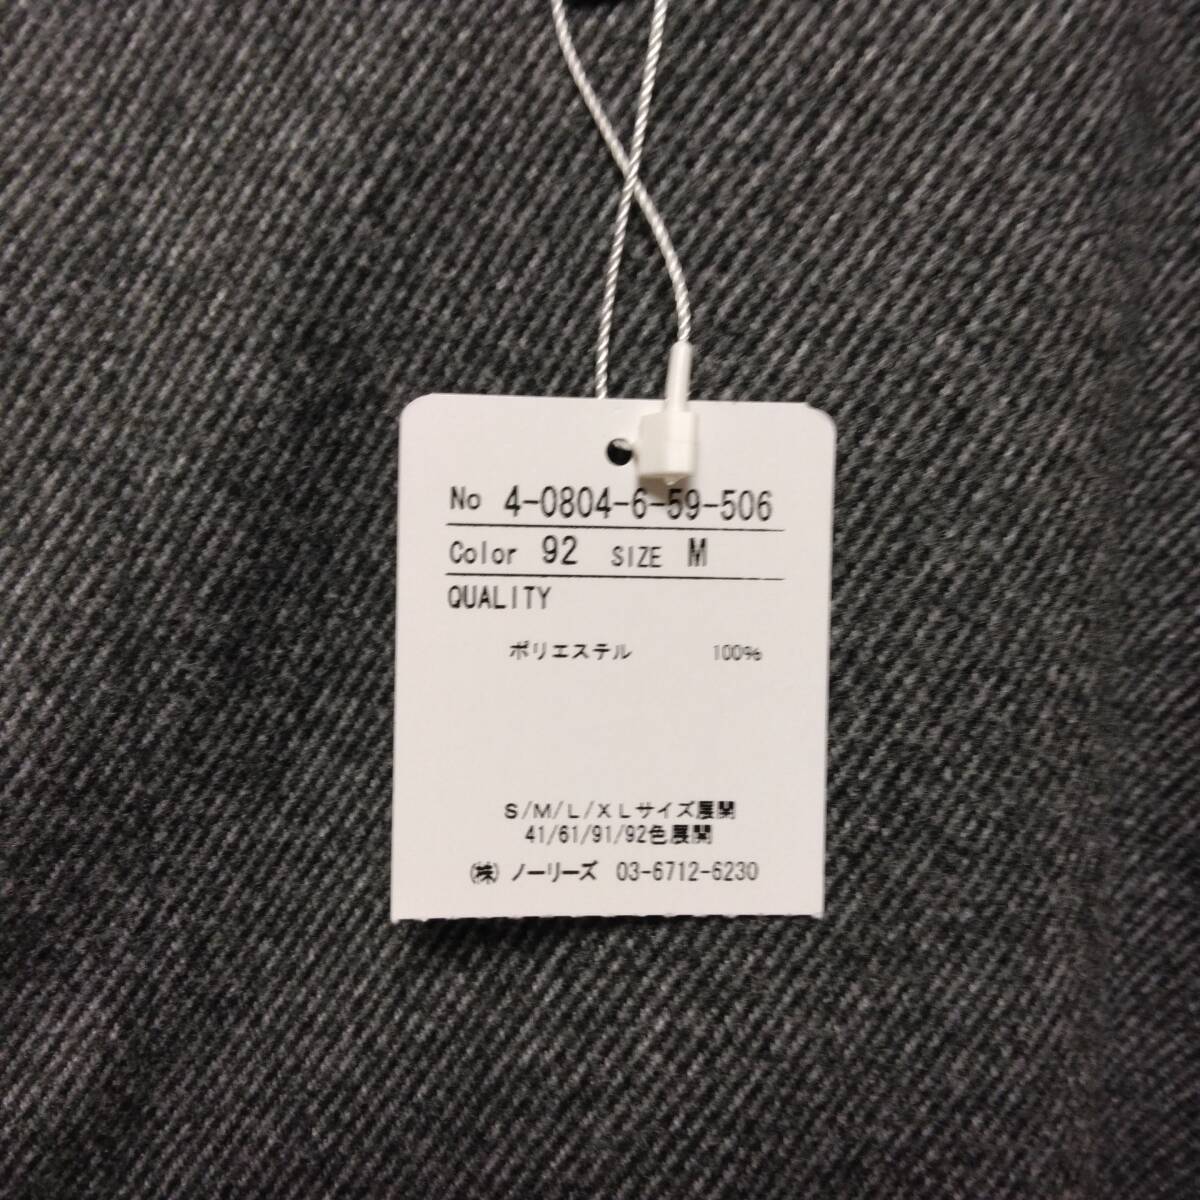 No 4-0804-6-59-506
Color 92 SIZE M
QUALITY
ポリエステル 100%
S/M/L/XLサイズ展開
41/61/91/92色展開
㈱ ノーリーズ 03-6712-6230